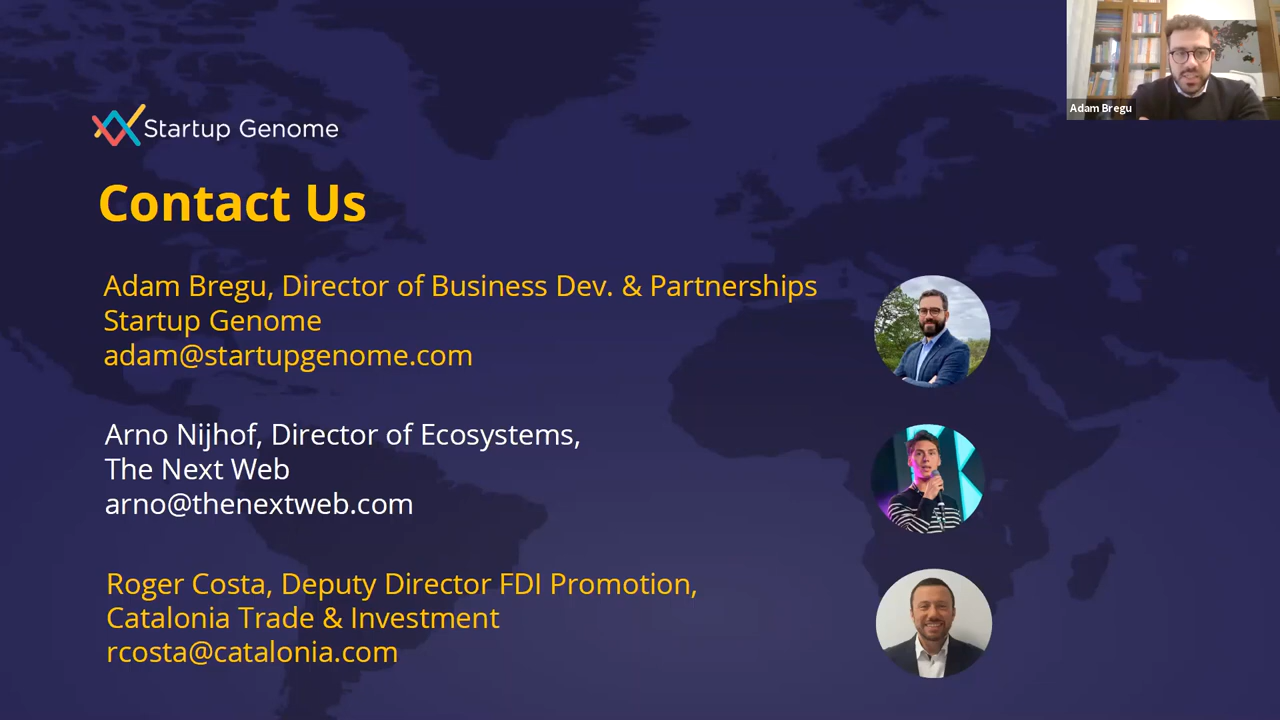 Adam Bregu
Startup Genome
Contact Us
Adam Bregu, Director of Business Dev. & Partnerships
Startup Genome
adam@startupgenome.com
Arno Nijhof, Director of Ecosystems,
The Next Web
arno@thenextweb.com
Roger Costa, Deputy Director FDI Promotion,
Catalonia Trade & Investment
rcosta@catalonia.com